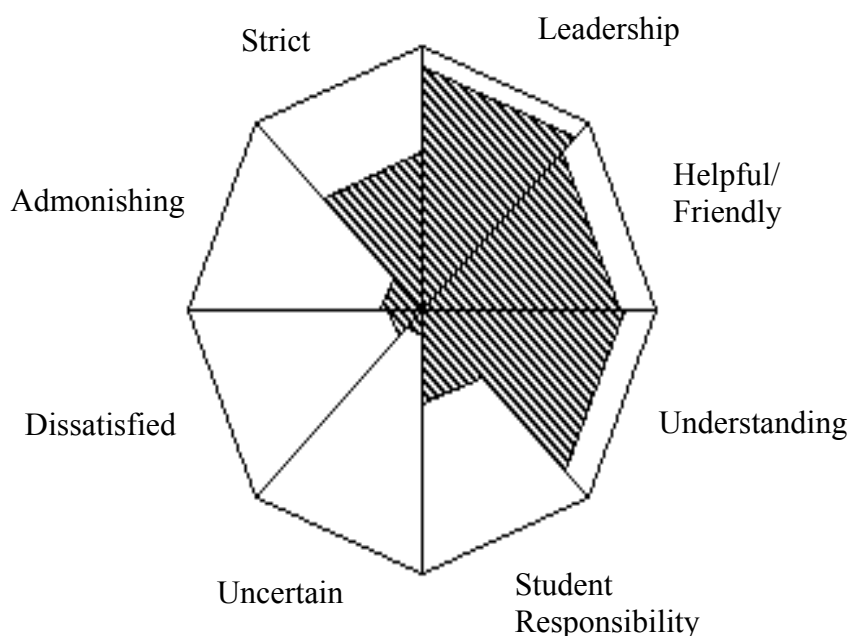 Strict
Leadership
Helpful/
Friendly
Admonishing
Dissatisfied
Understanding
Uncertain
Student
Responsibility